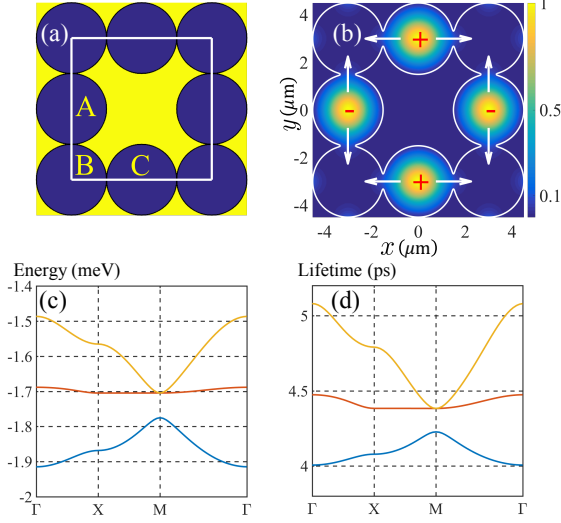 (a)
A
B
C
(b)
+
-
-
+
4
2
0
-2
-4
y (μm)
-4
-2
0
2
4
x (μm)
1
0.5
0.1
Energy (meV)
(c)
-1.4
-1.5
-1.6
-1.7
-1.8
-1.9
-2
Γ
X
M
Γ
Lifetime (ps)
(d)
5
4.5
4
Γ
X
M
Γ